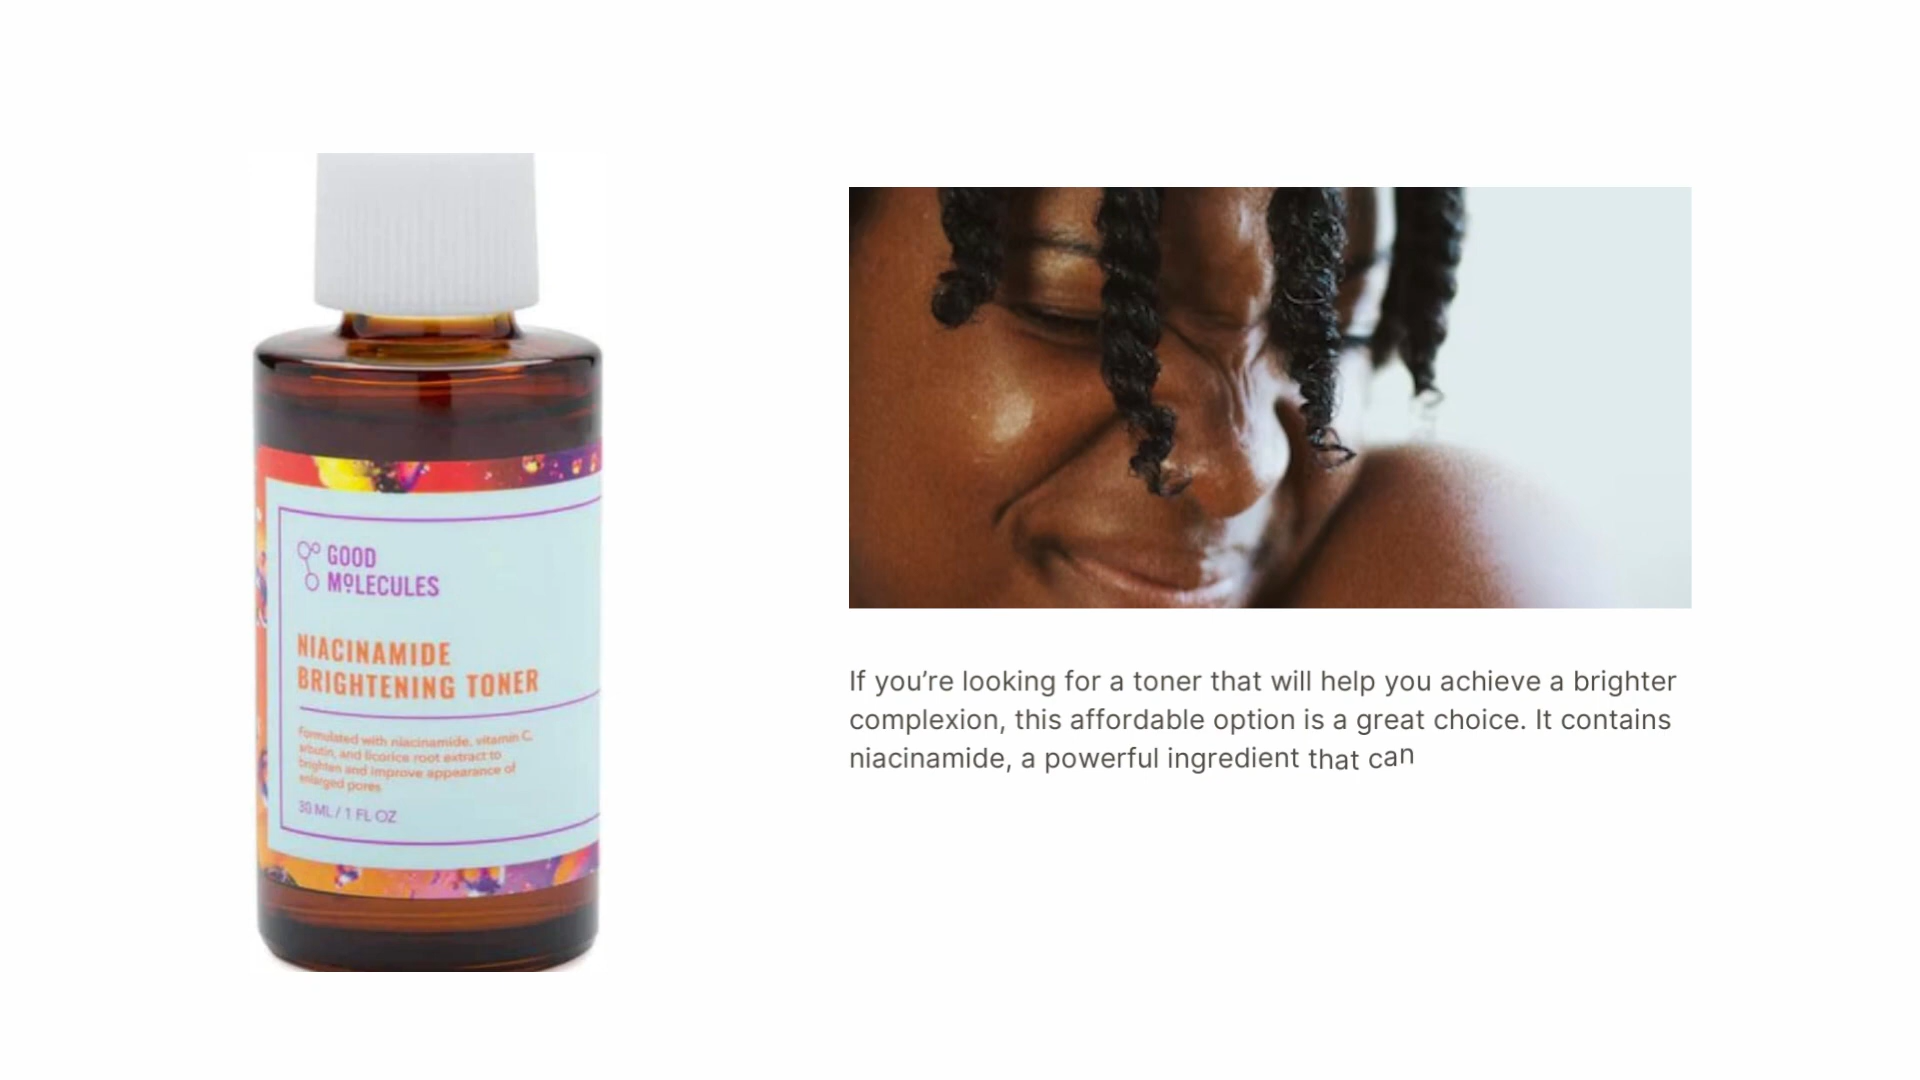 GOOD
MOLECULES
NIACINAMIDE
BRIGHTENING TONER
Formulated with niacinamide, vitamin C,
arbutin, and licorice root extract to
brighten and improve appearance of
enlarged pores
30 ML / 1 FL OZ
If you’re looking for a toner that will help you achieve a brighter
complexion, this affordable option is a great choice. It contains
niacinamide, a powerful ingredient that can